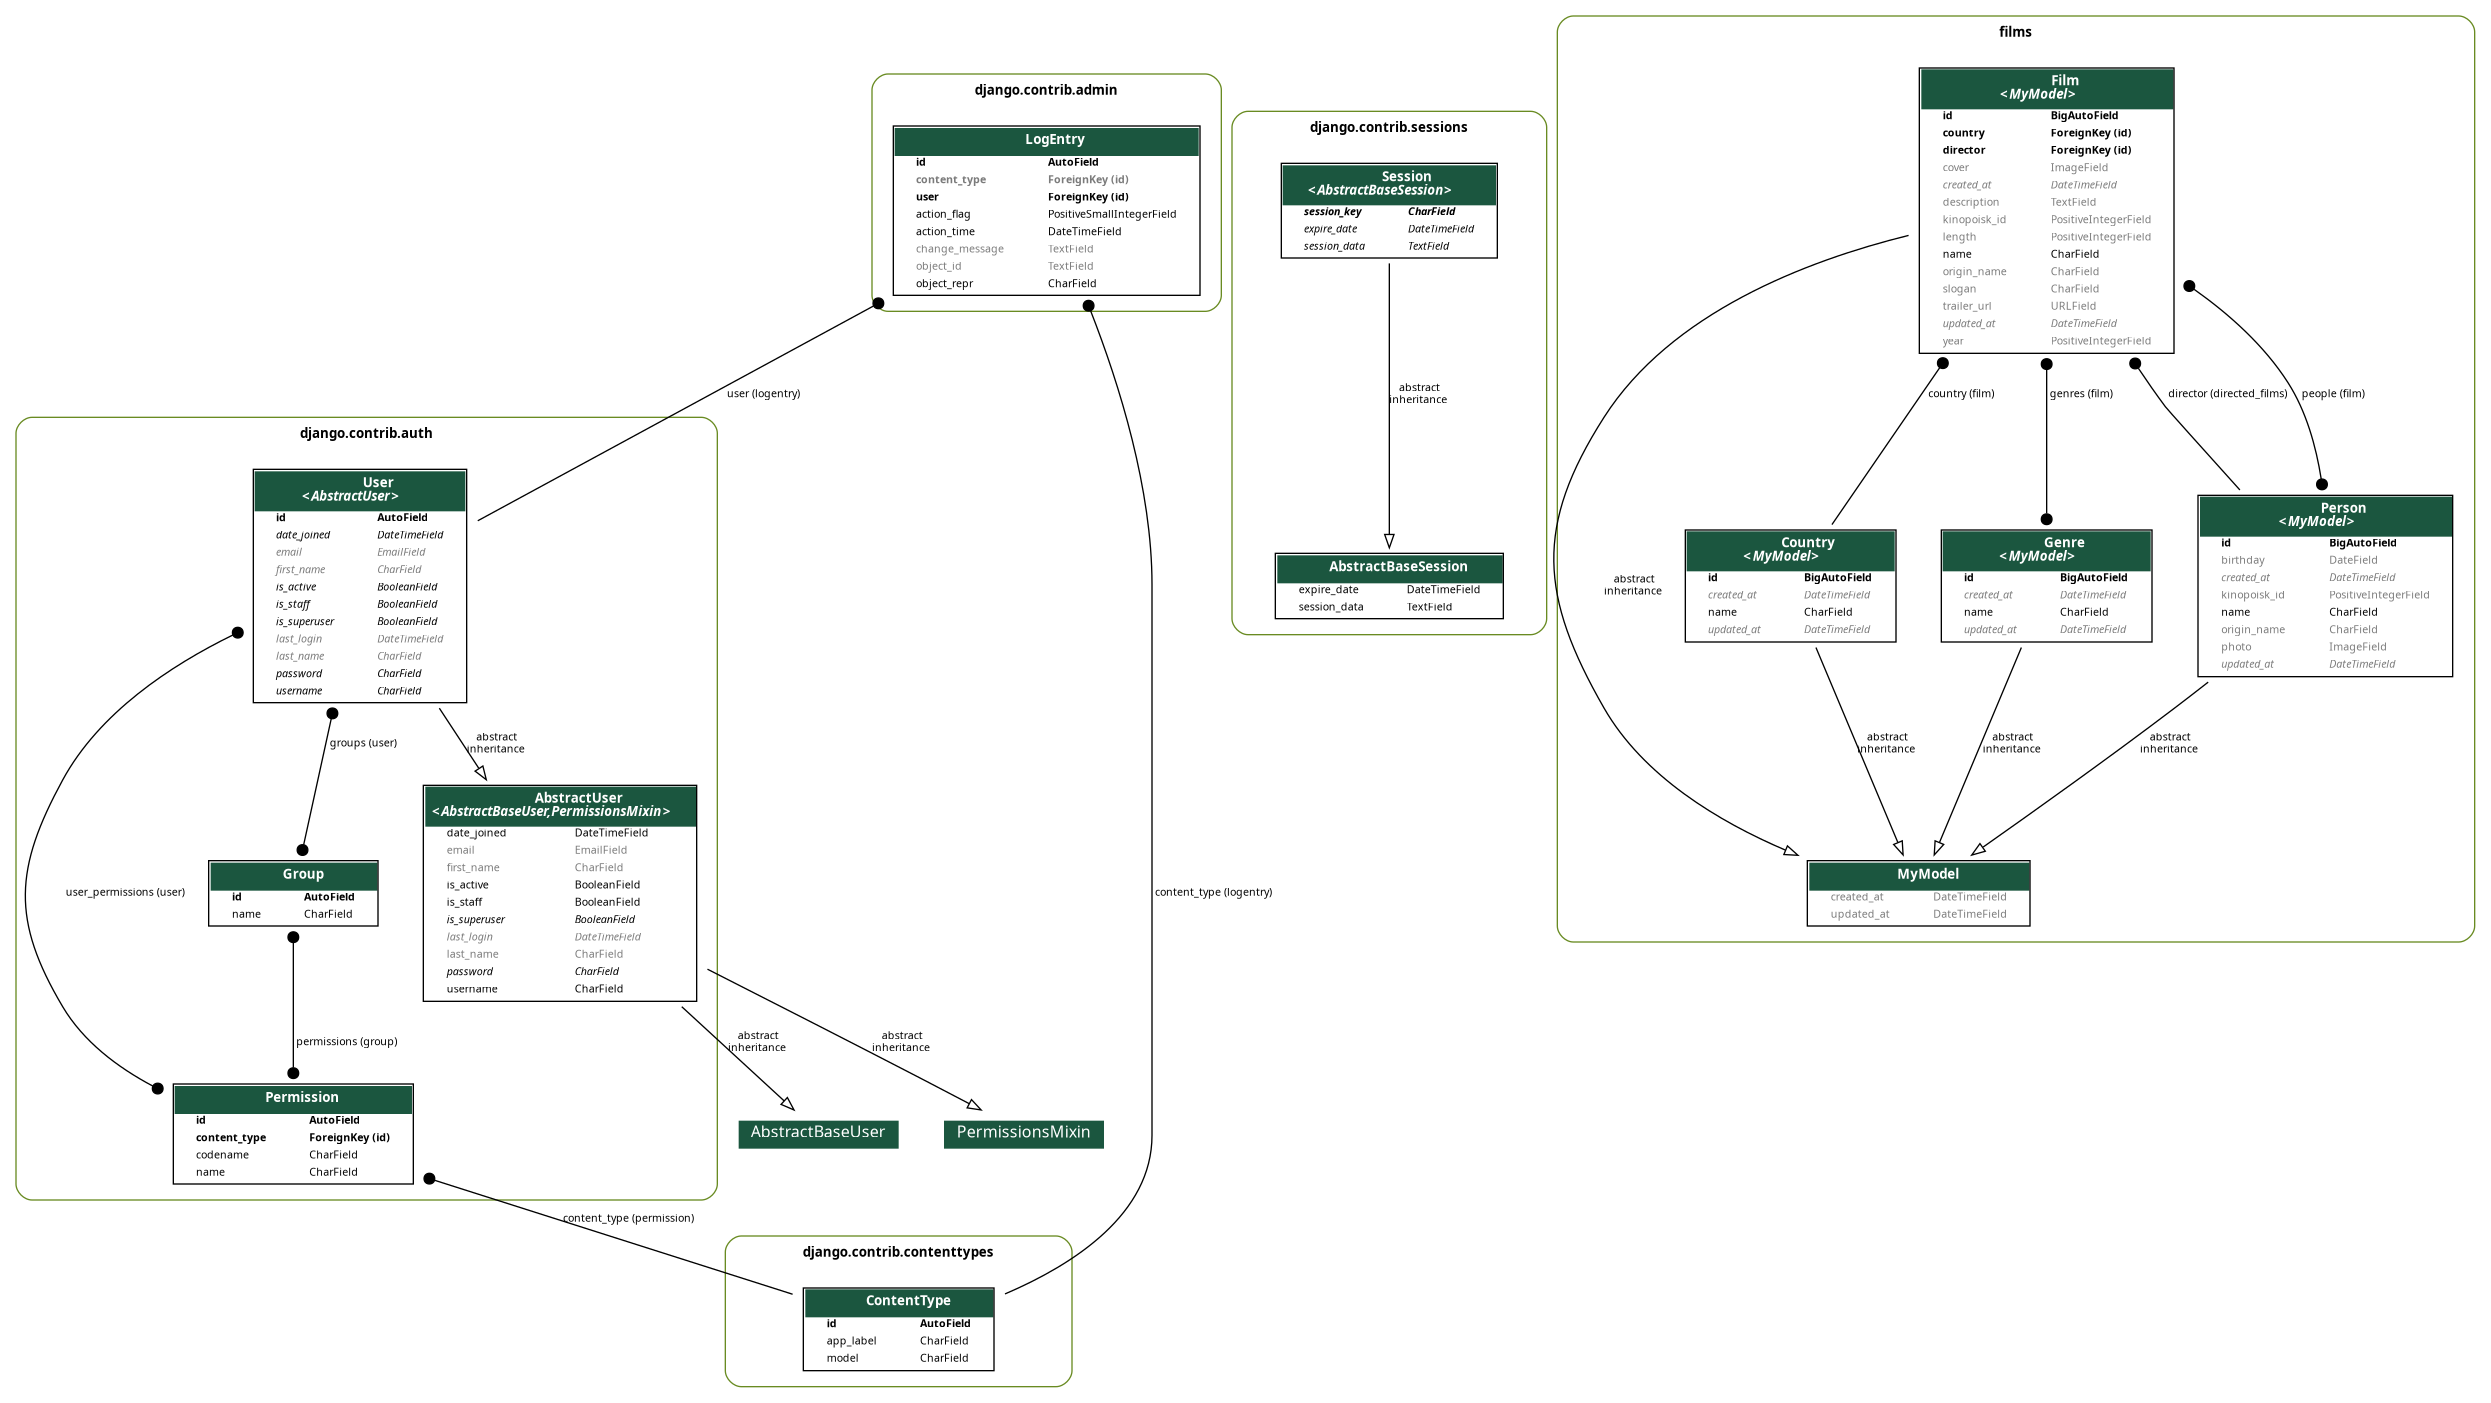 films
Film
<MyModel>
id BigAutoField
country ForeignKey (id)
director ForeignKey (id)
cover ImageField
created_at DateTimeField
description TextField
kinopoisk_id PositiveIntegerField
length PositiveIntegerField
name CharField
origin_name CharField
slogan CharField
trailer_url URLField
updated_at DateTimeField
year PositiveIntegerField
django.contrib.admin
LogEntry
id AutoField
content_type ForeignKey (id)
user ForeignKey (id)
action_flag PositiveSmallIntegerField
action_time DateTimeField
change_message TextField
object_id TextField
object_repr CharField
django.contrib.sessions
Session
<AbstractBaseSession>
session_key CharField
expire_date DateTimeField
session_data TextField
user (logentry)
abstract
inheritance
country (film)
genres (film)
director (directed_films)
people (film)
django.contrib.auth
User
<AbstractUser>
id AutoField
date_joined DateTimeField
email EmailField
first_name CharField
is_active BooleanField
is_staff BooleanField
is_superuser BooleanField
last_login DateTimeField
last_name CharField
password CharField
username CharField
AbstractBaseSession
expire_date DateTimeField
session_data TextField
abstract
inheritance
Country
<MyModel>
id BigAutoField
created_at DateTimeField
name CharField
updated_at DateTimeField
Genre
<MyModel>
id BigAutoField
created_at DateTimeField
name CharField
updated_at DateTimeField
Person
<MyModel>
id BigAutoField
birthday DateField
created_at DateTimeField
kinopoisk_id PositiveIntegerField
name CharField
origin_name CharField
photo ImageField
updated_at DateTimeField
groups (user)
abstract
inheritance
abstract
inheritance
abstract
inheritance
abstract
inheritance
AbstractUser
<AbstractBaseUser,PermissionsMixin>
date_joined DateTimeField
email EmailField
first_name CharField
is_active BooleanField
is_staff BooleanField
is_superuser BooleanField
last_login DateTimeField
last_name CharField
password CharField
username CharField
user_permissions (user)
Group
id AutoField
name CharField
content_type (logentry)
MyModel
created_at DateTimeField
updated_at DateTimeField
permissions (group)
abstract
inheritance
abstract
inheritance
Permission
id AutoField
content_type ForeignKey (id)
codename CharField
name CharField
AbstractBaseUser
PermissionsMixin
content_type (permission)
django.contrib.contenttypes
ContentType
id AutoField
app_label CharField
model CharField